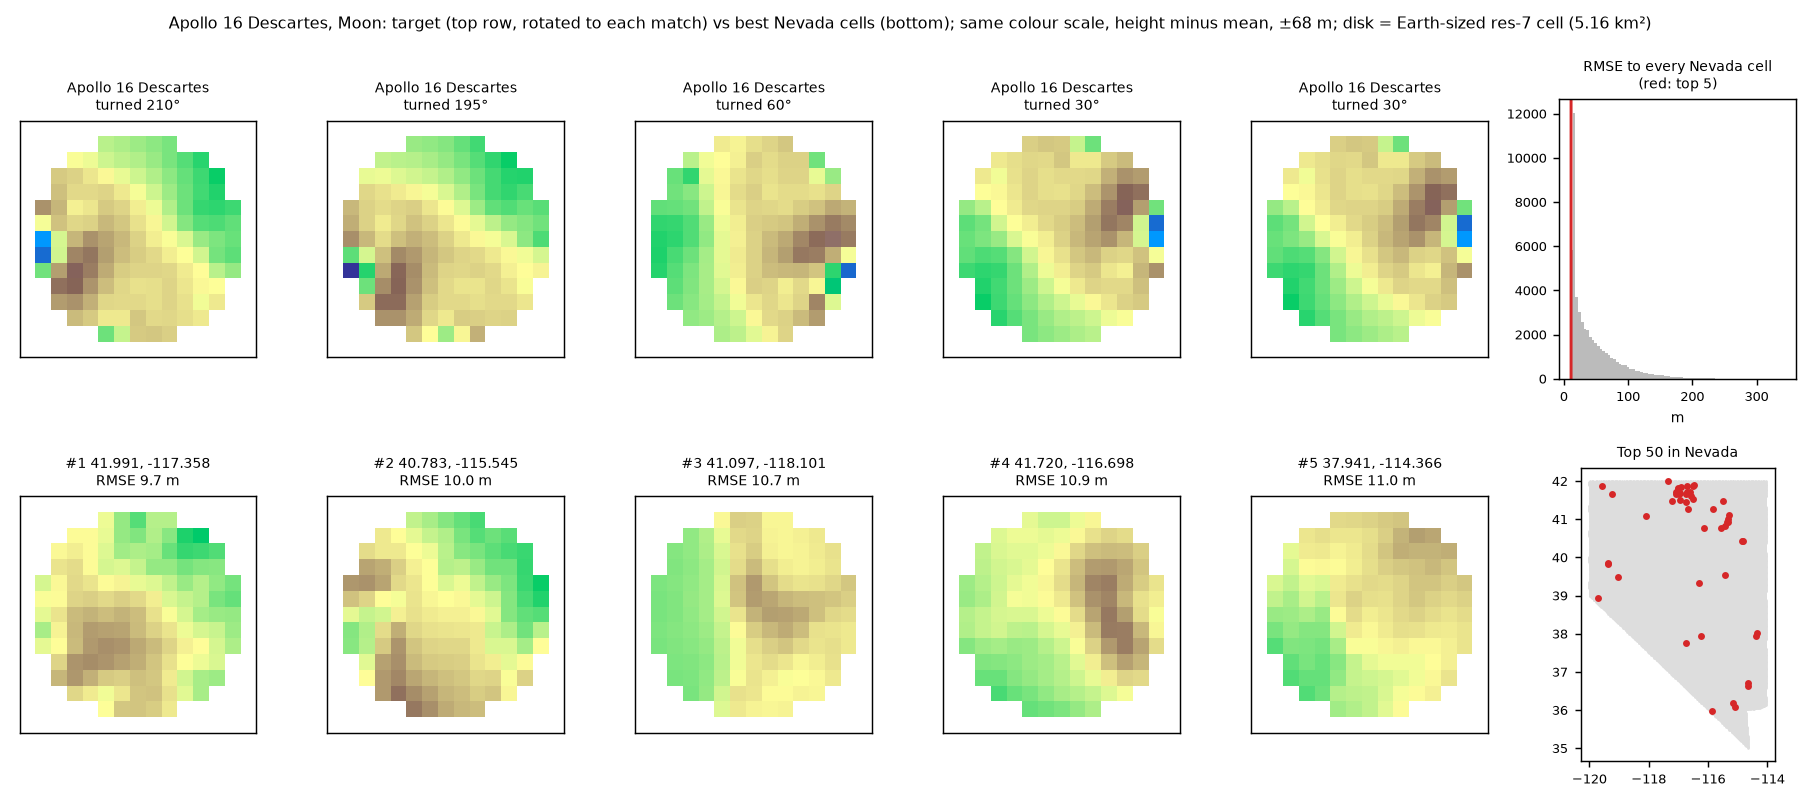 Apollo 16 Descartes, Moon: target (top row, rotated to each match) vs best Nevada cells (bottom); same colour scale, height minus mean, ±68 m; disk = Earth-sized res-7 cell (5.16 km²)
Apollo 16 Descartes
turned 210°
Apollo 16 Descartes
turned 195°
Apollo 16 Descartes
turned 60°
Apollo 16 Descartes
turned 30°
Apollo 16 Descartes
turned 30°
RMSE to every Nevada cell
(red: top 5)
12000
10000
8000
6000
4000
2000
0
0 100 200 300
m
#1 41.991, -117.358
RMSE 9.7 m
#2 40.783, -115.545
RMSE 10.0 m
#3 41.097, -118.101
RMSE 10.7 m
#4 41.720, -116.698
RMSE 10.9 m
#5 37.941, -114.366
RMSE 11.0 m
Top 50 in Nevada
42
41
40
39
38
37
36
35
−120 −118 −116 −114